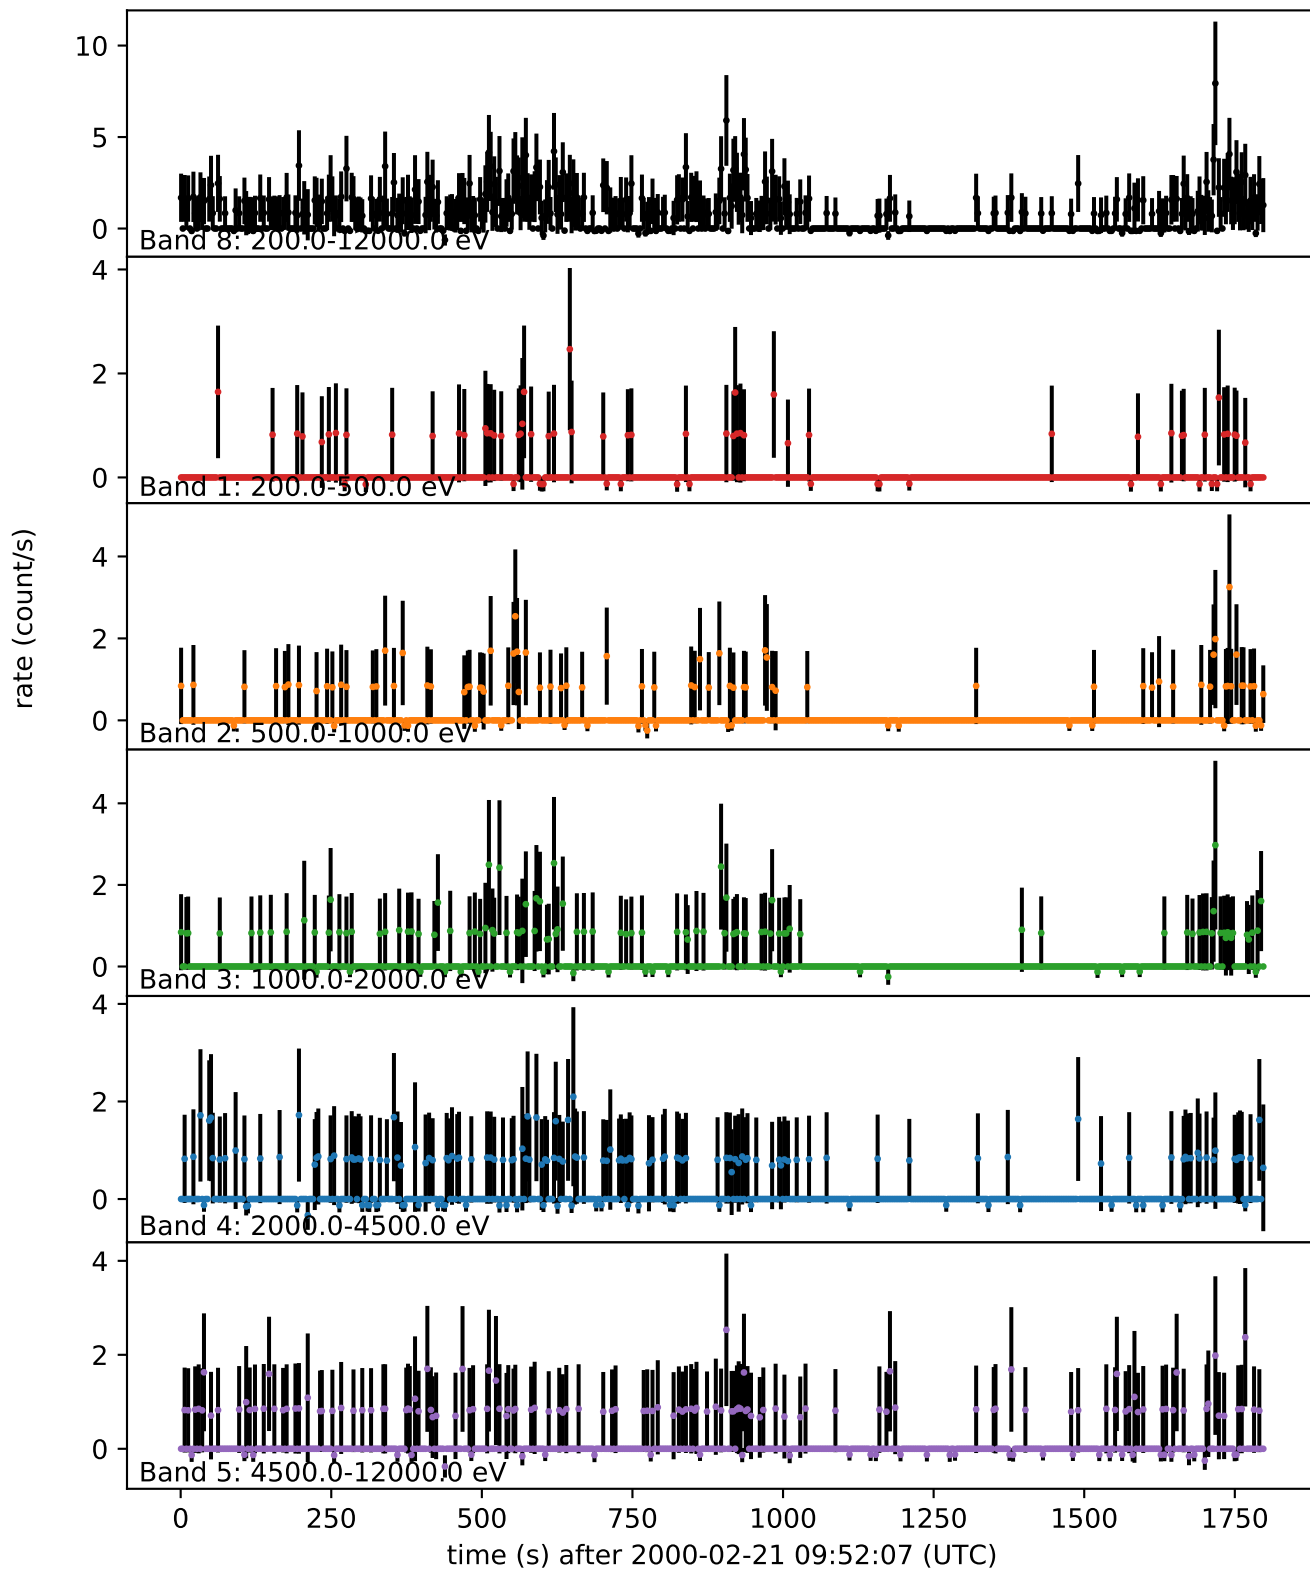 10
5
0
Band 8: 200.0-12000.0 eV
4
2
0
Band 1: 200.0-500.0 eV
4
2
0
Band 2: 500.0-1000.0 eV
rate (count/s)
4
2
0
Band 3: 1000.0-2000.0 eV
4
2
0
Band 4: 2000.0-4500.0 eV
4
2
0
Band 5: 4500.0-12000.0 eV
0 250 500 750 1000 1250 1500 1750
time (s) after 2000-02-21 09:52:07 (UTC)